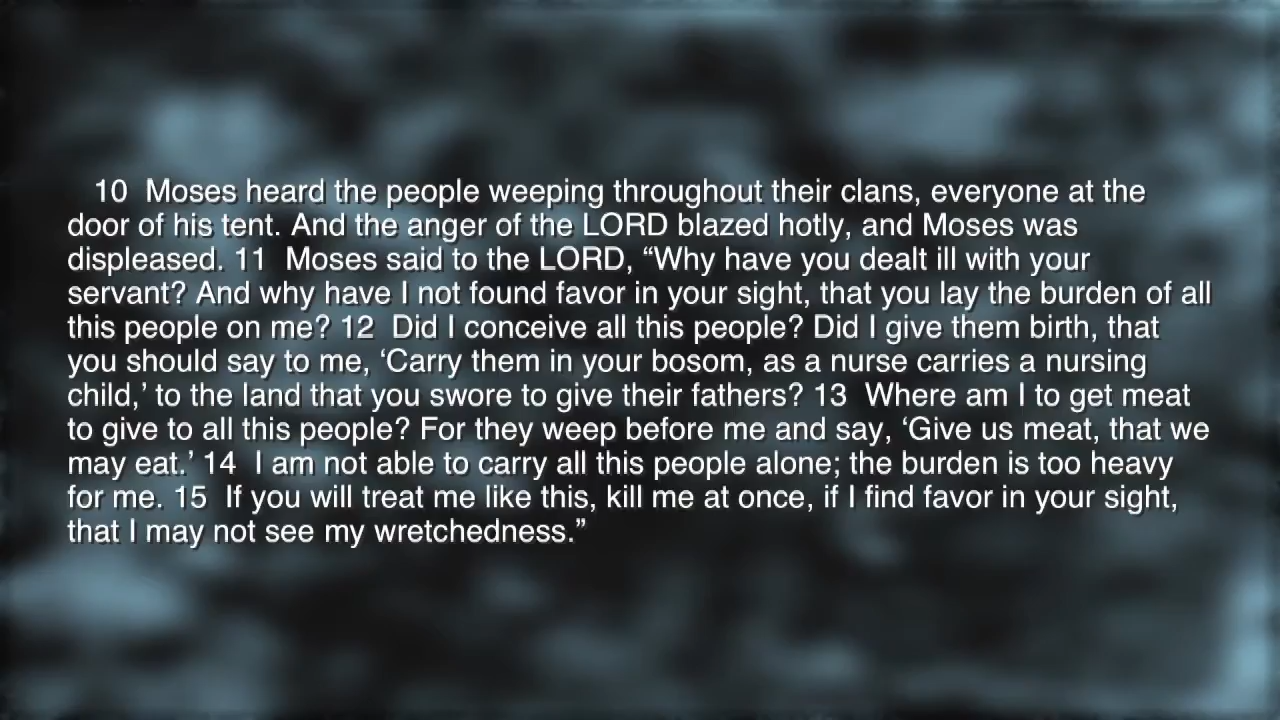 10 Moses heard the people weeping throughout their clans, everyone at the
door of his tent. And the anger of the LORD blazed hotly, and Moses was
displeased. 11 Moses said to the LORD, “Why have you dealt ill with your
servant? And why have I not found favor in your sight, that you lay the burden of all
this people on me? 12 Did I conceive all this people? Did I give them birth, that
you should say to me, ‘Carry them in your bosom, as a nurse carries a nursing
child,’ to the land that you swore to give their fathers? 13 Where am I to get meat
to give to all this people? For they weep before me and say, ‘Give us meat, that we
may eat.’ 14 I am not able to carry all this people alone; the burden is too heavy
for me. 15 If you will treat me like this, kill me at once, if I find favor in your sight,
that I may not see my wretchedness.”